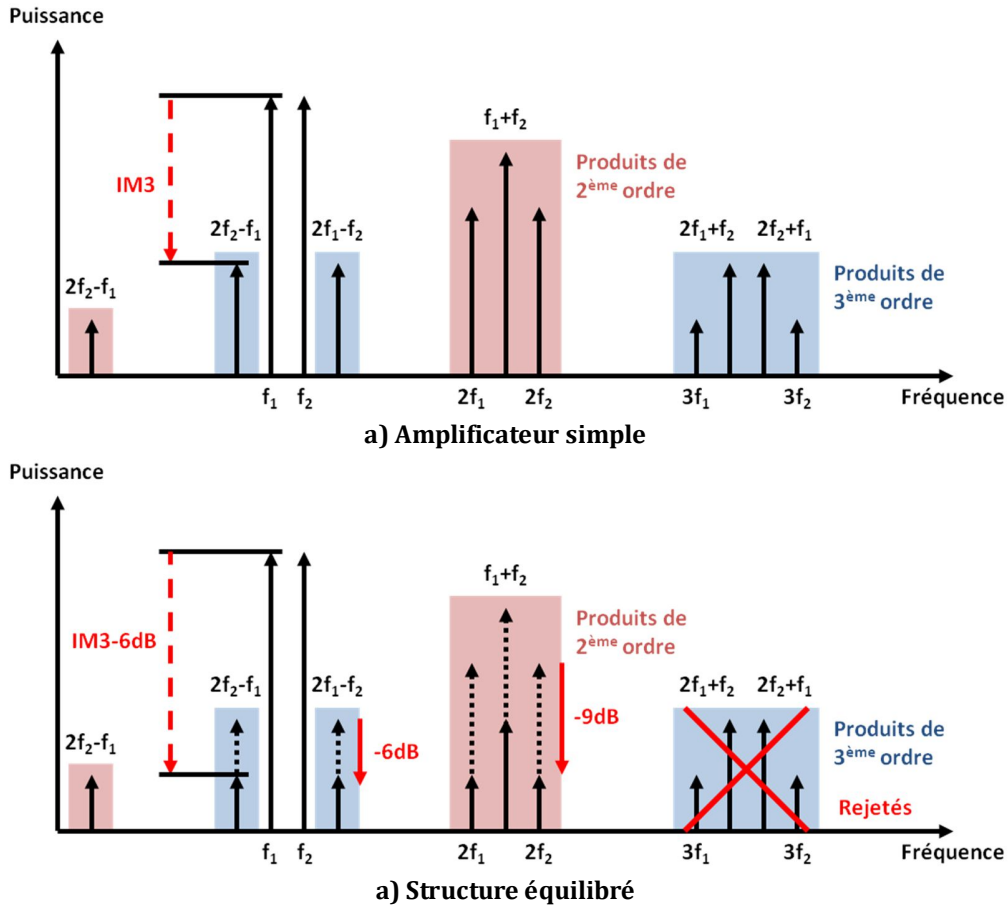 Puissance
f₁+f₂
Produits de
2ème ordre
IM3
2f₂-f₁
2f₁-f₂
2f₁+f₂
2f₂+f₁
Produits de
3ème ordre
2f₂-f₁
f₁
f₂
2f₁
2f₂
3f₁
3f₂
Fréquence
a) Amplificateur simple
Puissance
f₁+f₂
Produits de
2ème ordre
IM3-6dB
2f₂-f₁
2f₁-f₂
2f₁+f₂
2f₂+f₁
-9dB
-6dB
Produits de
3ème ordre
2f₂-f₁
Rejetés
f₁
f₂
2f₁
2f₂
3f₁
3f₂
Fréquence
a) Structure équilibré